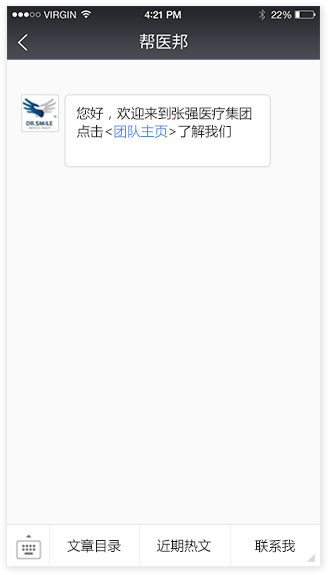 VIRGIN 4:21 PM 22%
帮医邦
您好，欢迎来到张强医疗集团
点击<团队主页>了解我们
DR.SMILE
文章目录 近期热文 联系我